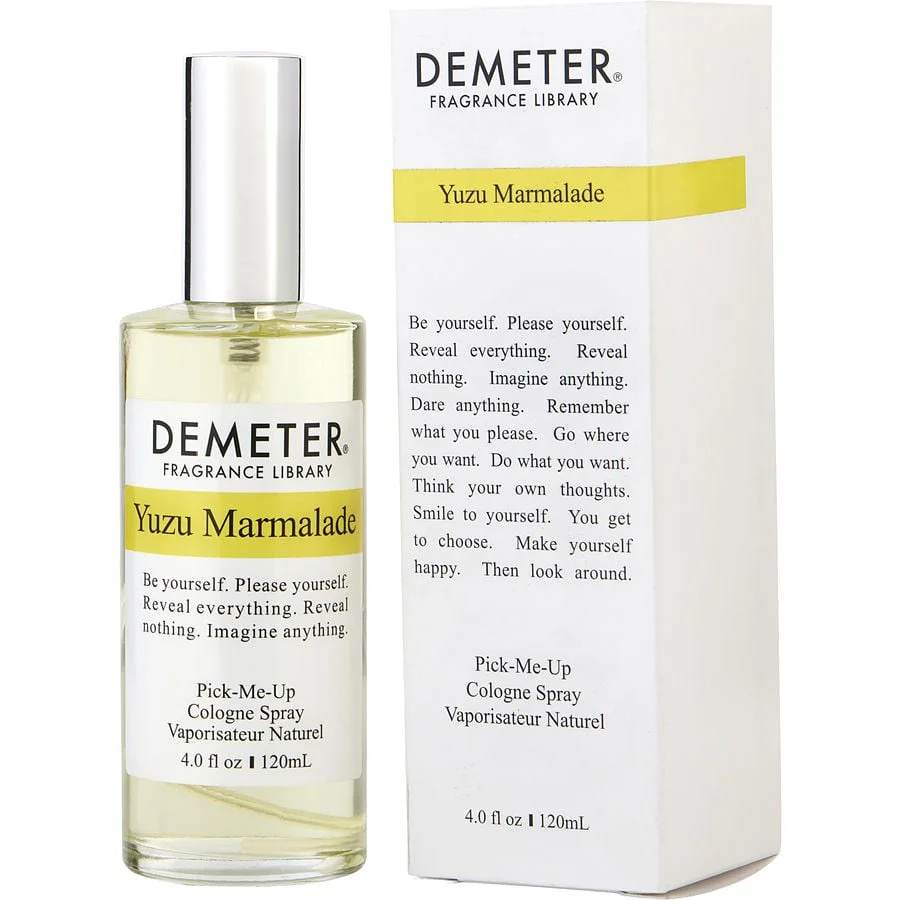 DEMETER®
FRAGRANCE LIBRARY
Yuzu Marmalade
Be yourself. Please yourself.
Reveal everything. Reveal
nothing. Imagine anything.
Pick-Me-Up
Cologne Spray
Vaporisateur Naturel
4.0 fl oz ❚ 120mL
DEMETER®
FRAGRANCE LIBRARY
Yuzu Marmalade
Be yourself. Please yourself.
Reveal everything. Reveal
nothing. Imagine anything.
Dare anything. Remember
what you please. Go where
you want. Do what you want.
Think your own thoughts.
Smile to yourself. You get
to choose. Make yourself
happy. Then look around.
Pick-Me-Up
Cologne Spray
Vaporisateur Naturel
4.0 fl oz ❚ 120mL